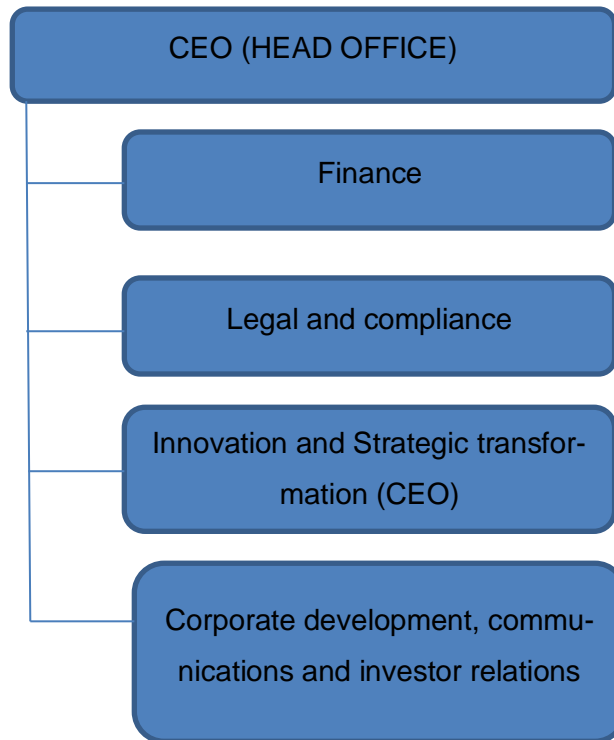 CEO (HEAD OFFICE)
Finance
Legal and compliance
Innovation and Strategic transfor-
mation (CEO)
Corporate development, commu-
nications and investor relations